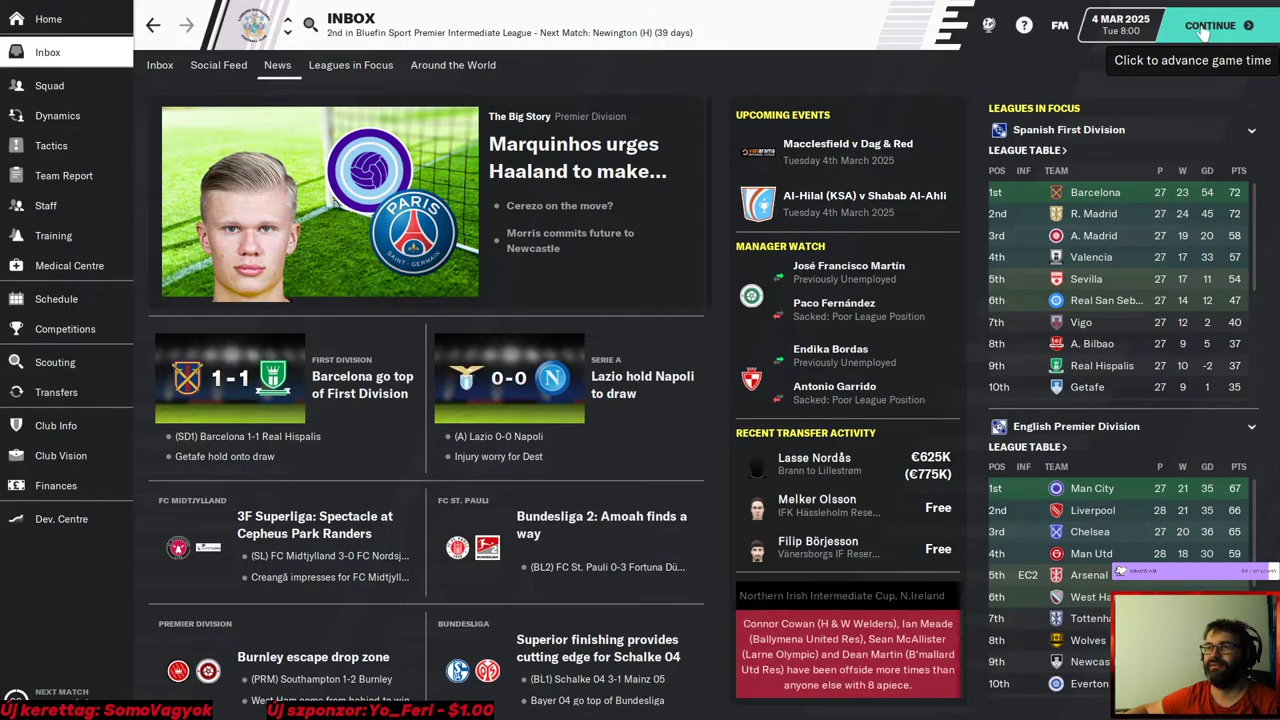 Home
INBOX
2nd in Bluefin Sport Premier Intermediate League - Next Match: Newington (H) (39 days)
FM
4 MAR 2025
Tue 8:00
CONTINUE
Click to advance game time
Inbox
Squad
Dynamics
Tactics
Team Report
Staff
Training
Medical Centre
Schedule
Competitions
Scouting
Transfers
Club Info
Club Vision
Finances
Dev. Centre
NEXT MATCH
Inbox
Social Feed
News
Leagues in Focus
Around the World
The Big Story Premier Division
Marquinhos urges
Haaland to make...
Cerezo on the move?
Morris commits future to
Newcastle
PARIS
FIRST DIVISION
1-1
Barcelona go top
of First Division
(SD1) Barcelona 1-1 Real Hispalis
Getafe hold onto draw
SERIE A
0-0
Lazio hold Napoli
to draw
(A) Lazio 0-0 Napoli
Injury worry for Dest
FC MIDTJYLLAND
3F Superliga: Spectacle at
Cepheus Park Randers
(SL) FC Midtjylland 3-0 FC Nordsj...
Creangă impresses for FC Midtjyll...
FC ST. PAULI
Bundesliga 2: Amoah finds a
way
(BL2) FC St. Pauli 0-3 Fortuna Dü...
PREMIER DIVISION
Burnley escape drop zone
(PRM) Southampton 1-2 Burnley
West Ham come from behind to win
BUNDESLIGA
Superior finishing provides
cutting edge for Schalke 04
(BL1) Schalke 04 3-1 Mainz 05
Bayer 04 go top of Bundesliga
UPCOMING EVENTS
Macclesfield v Dag & Red
Tuesday 4th March 2025
Al-Hilal (KSA) v Shabab Al-Ahli
Tuesday 4th March 2025
MANAGER WATCH
José Francisco Martín
Previously Unemployed
Paco Fernández
Sacked: Poor League Position
Endika Bordas
Previously Unemployed
Antonio Garrido
Sacked: Poor League Position
RECENT TRANSFER ACTIVITY
Lasse Nordås
Brann to Lillestrøm
€625K
(€775K)
Melker Olsson
IFK Hässleholm Rese...
Free
Filip Börjesson
Vänersborgs IF Reser...
Free
Northern Irish Intermediate Cup, N.Ireland
Connor Cowan (H & W Welders), Ian Meade
(Ballymena United Res), Sean McAllister
(Larne Olympic) and Dean Martin (B'mallard
Utd Res) have been offside more times than
anyone else with 8 apiece.
LEAGUES IN FOCUS
Spanish First Division
LEAGUE TABLE
POS INF TEAM P W GD PTS
1st Barcelona 27 23 54 72
2nd R. Madrid 27 24 45 72
3rd A. Madrid 27 19 20 58
4th Valencia 27 17 33 57
5th Sevilla 27 17 11 54
6th Real San Seb... 27 14 12 47
7th Vigo 27 12 2 40
8th A. Bilbao 27 9 5 37
9th Real Hispalis 27 10 -2 37
10th Getafe 27 9 1 35
English Premier Division
LEAGUE TABLE
POS INF TEAM P W GD PTS
1st Man City 27 21 35 67
2nd Liverpool 28 21 35 66
3rd Chelsea 27 20 36 65
4th Man Utd 28 18 30 59
5th EC2 Arsenal
6th West Ha
7th Tottenh
8th Wolves
9th Newcas
10th Everton
Új kerettag: SomoVagyok
Új szponzor: Yo_Feri - $1.00